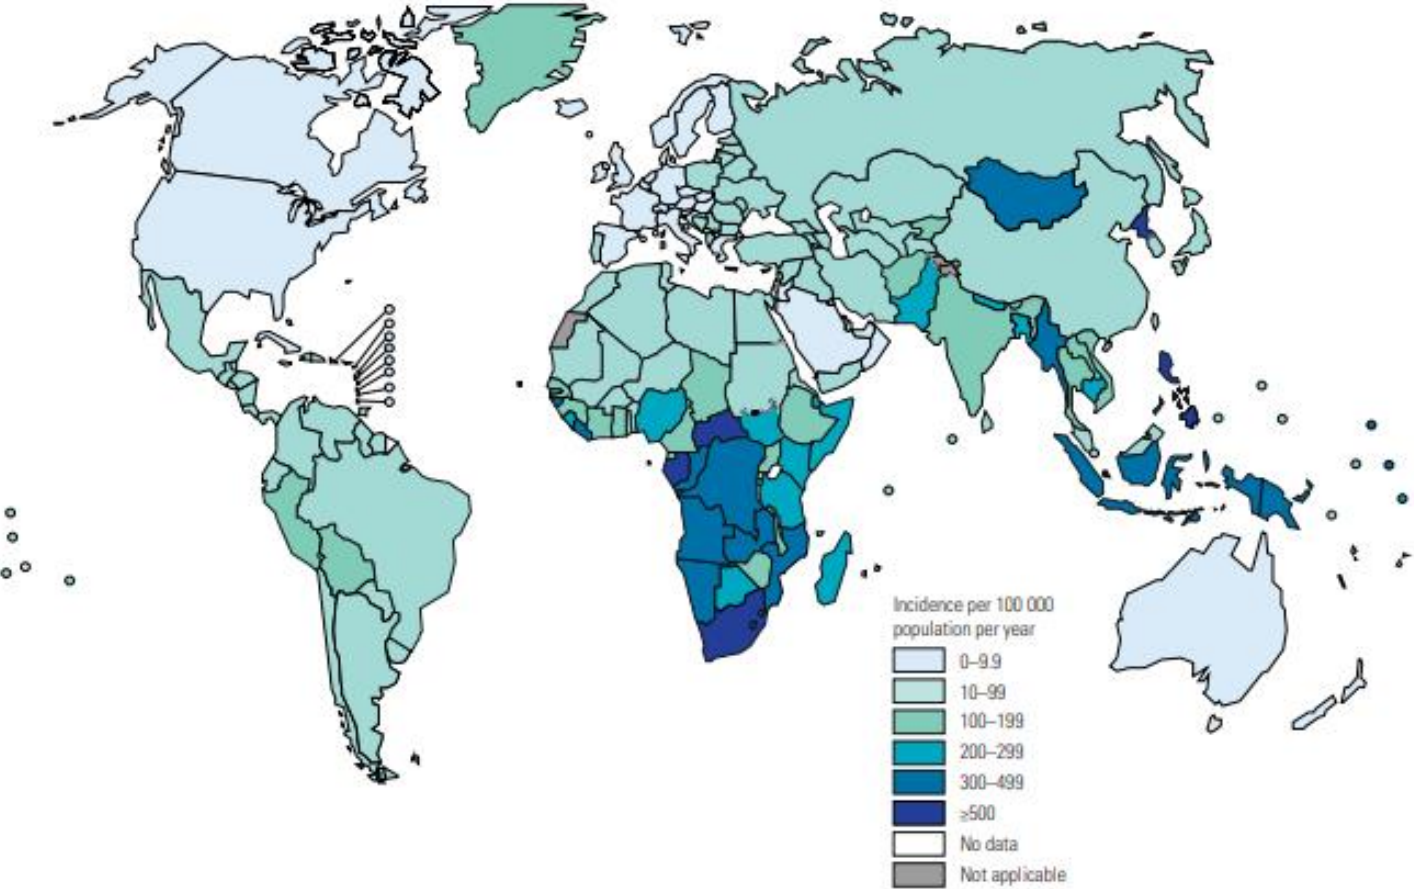 Incidence per 100 000
population per year
0–9.9
10–99
100–199
200–299
300–499
≥500
No data
Not applicable